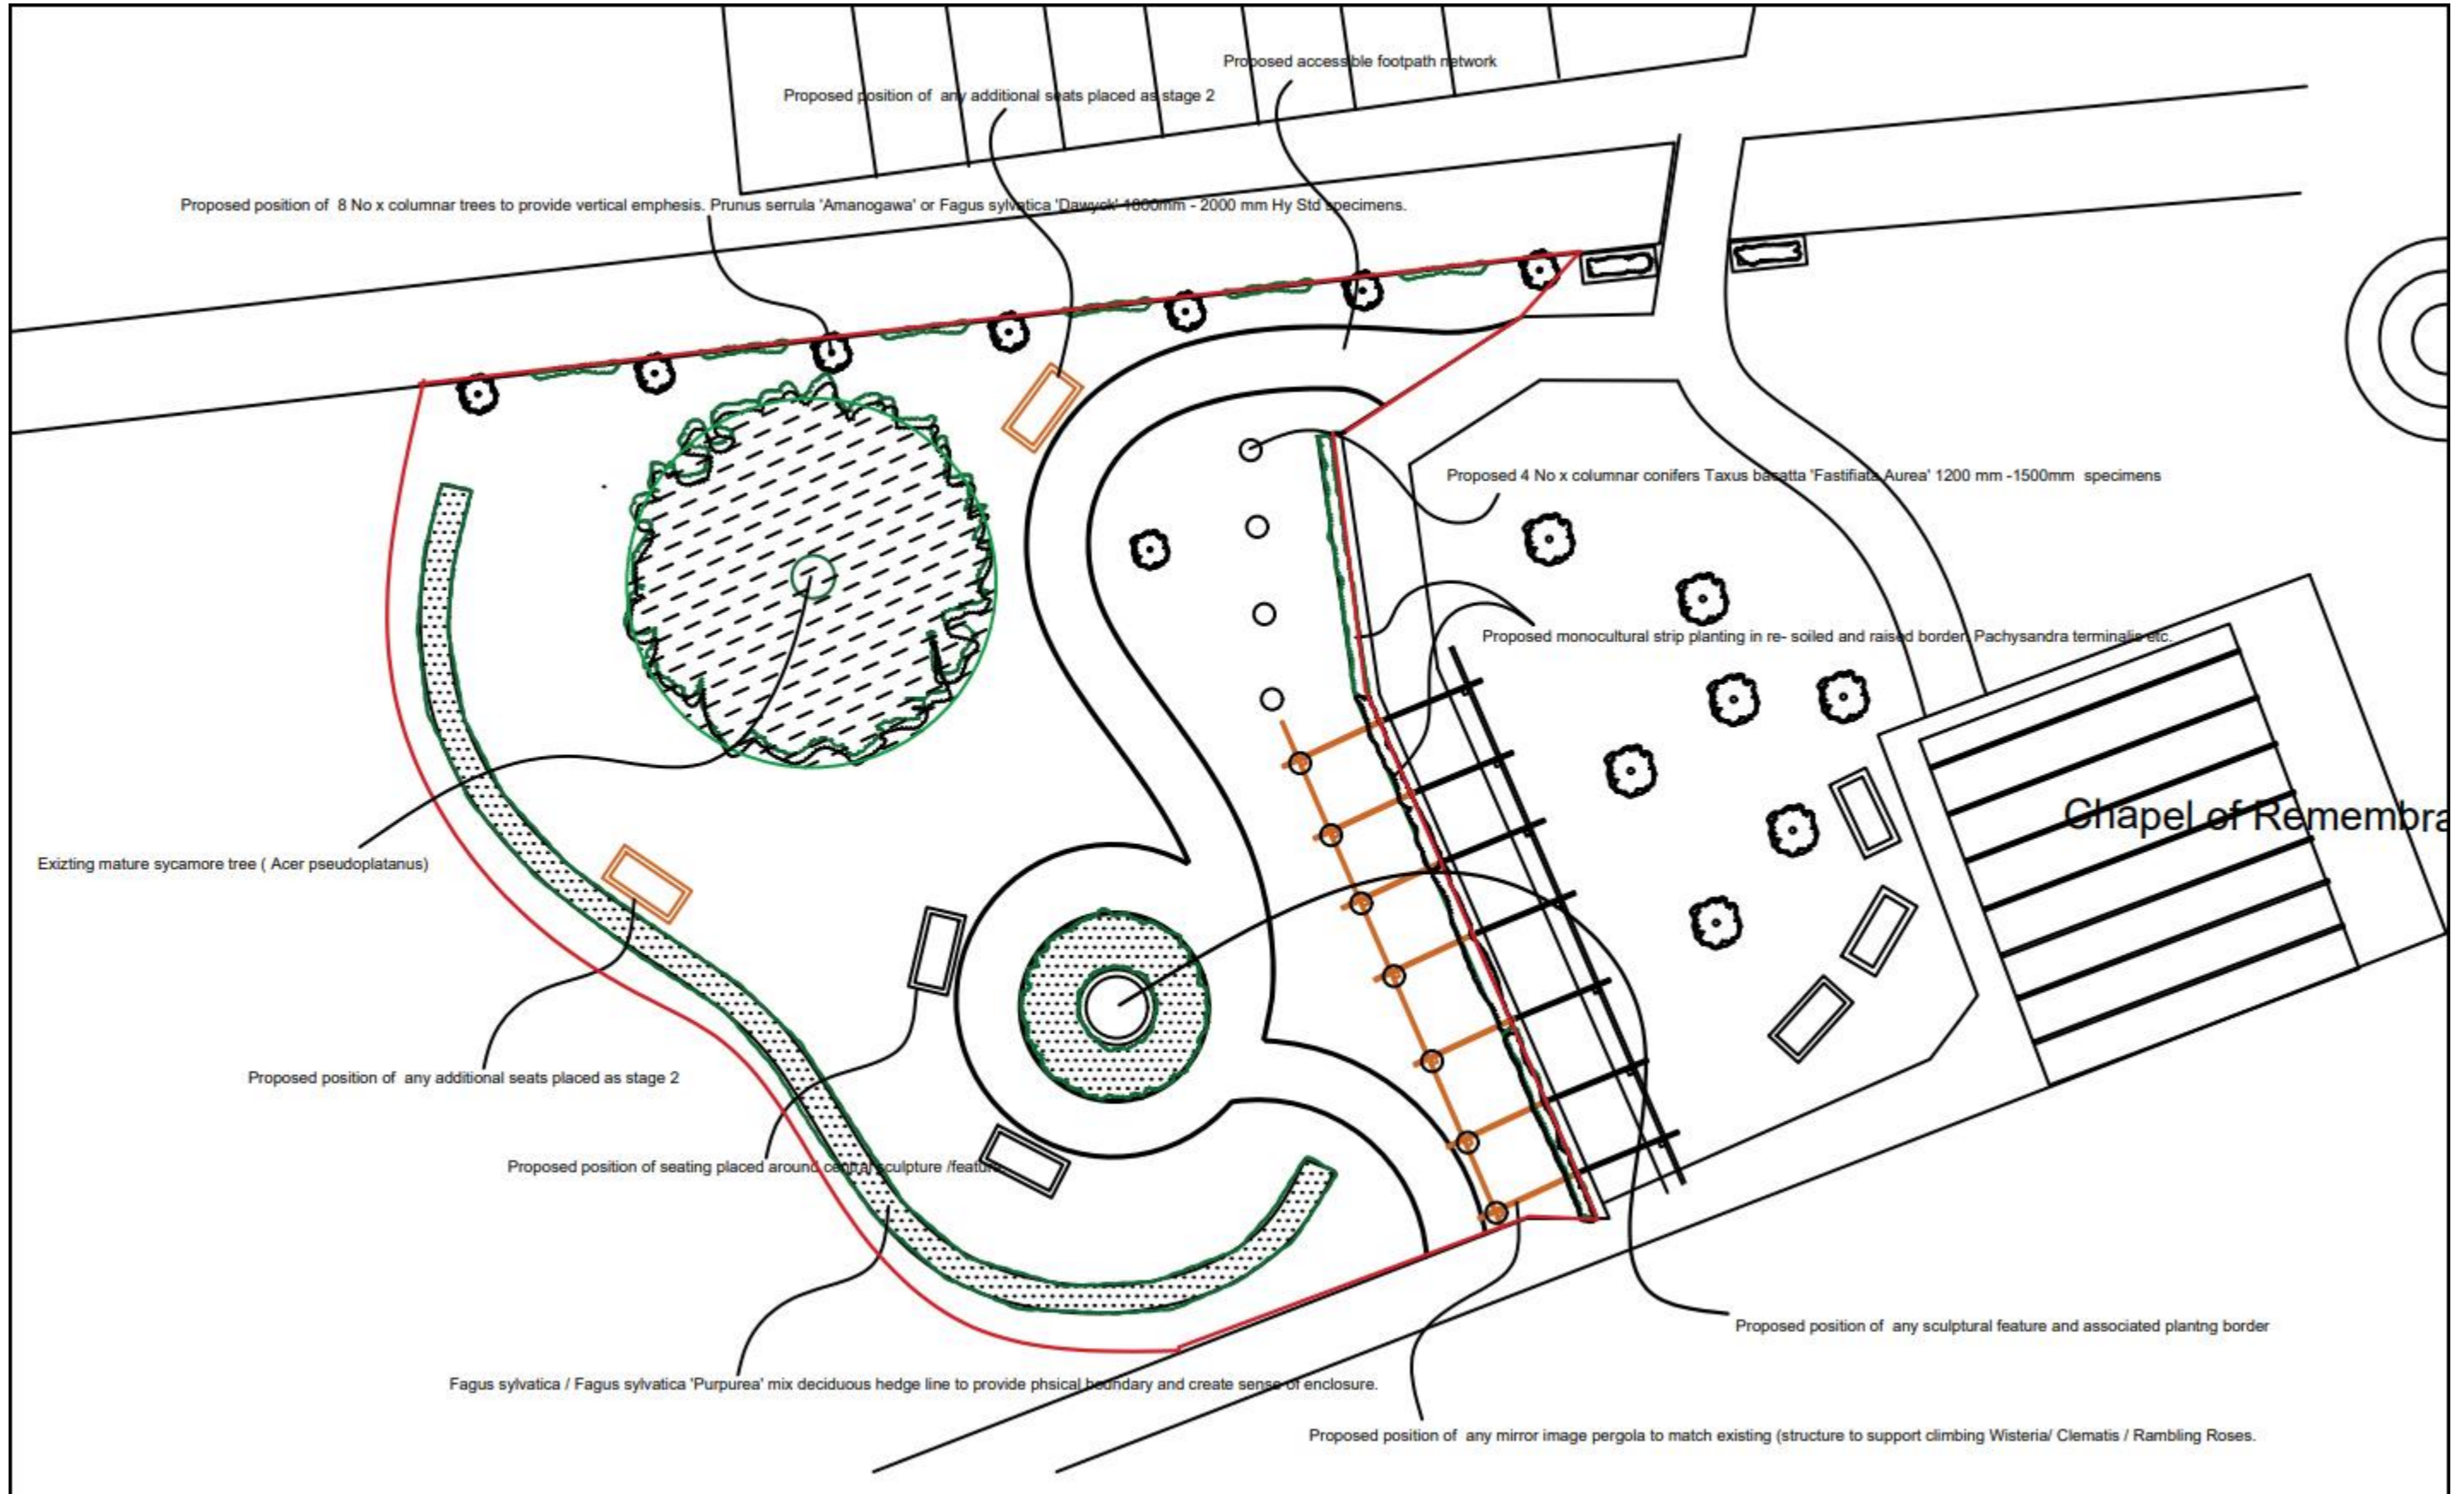 Proposed accessible footpath network
Proposed position of  any additional seats placed as stage 2
Proposed position of  8 No x columnar trees to provide vertical emphesis. Prunus serrula 'Amanogawa' or Fagus sylvatica 'Dawyck' 1800mm - 2000 mm Hy Std specimens.
Proposed 4 No x columnar conifers Taxus bacatta 'Fastifiata Aurea' 1200 mm -1500mm  specimens
Proposed monocultural strip planting in re- soiled and raised border. Pachysandra terminalis etc.
Chapel of Remembra
Exizting mature sycamore tree ( Acer pseudoplatanus)
Proposed position of  any additional seats placed as stage 2
Proposed position of seating placed around central sculpture /feature
Proposed position of  any sculptural feature and associated plantng border
Fagus sylvatica / Fagus sylvatica 'Purpurea' mix deciduous hedge line to provide phsical boundary and create sense of enclosure.
Proposed position of  any mirror image pergola to match existing (structure to support climbing Wisteria/ Clematis / Rambling Roses.